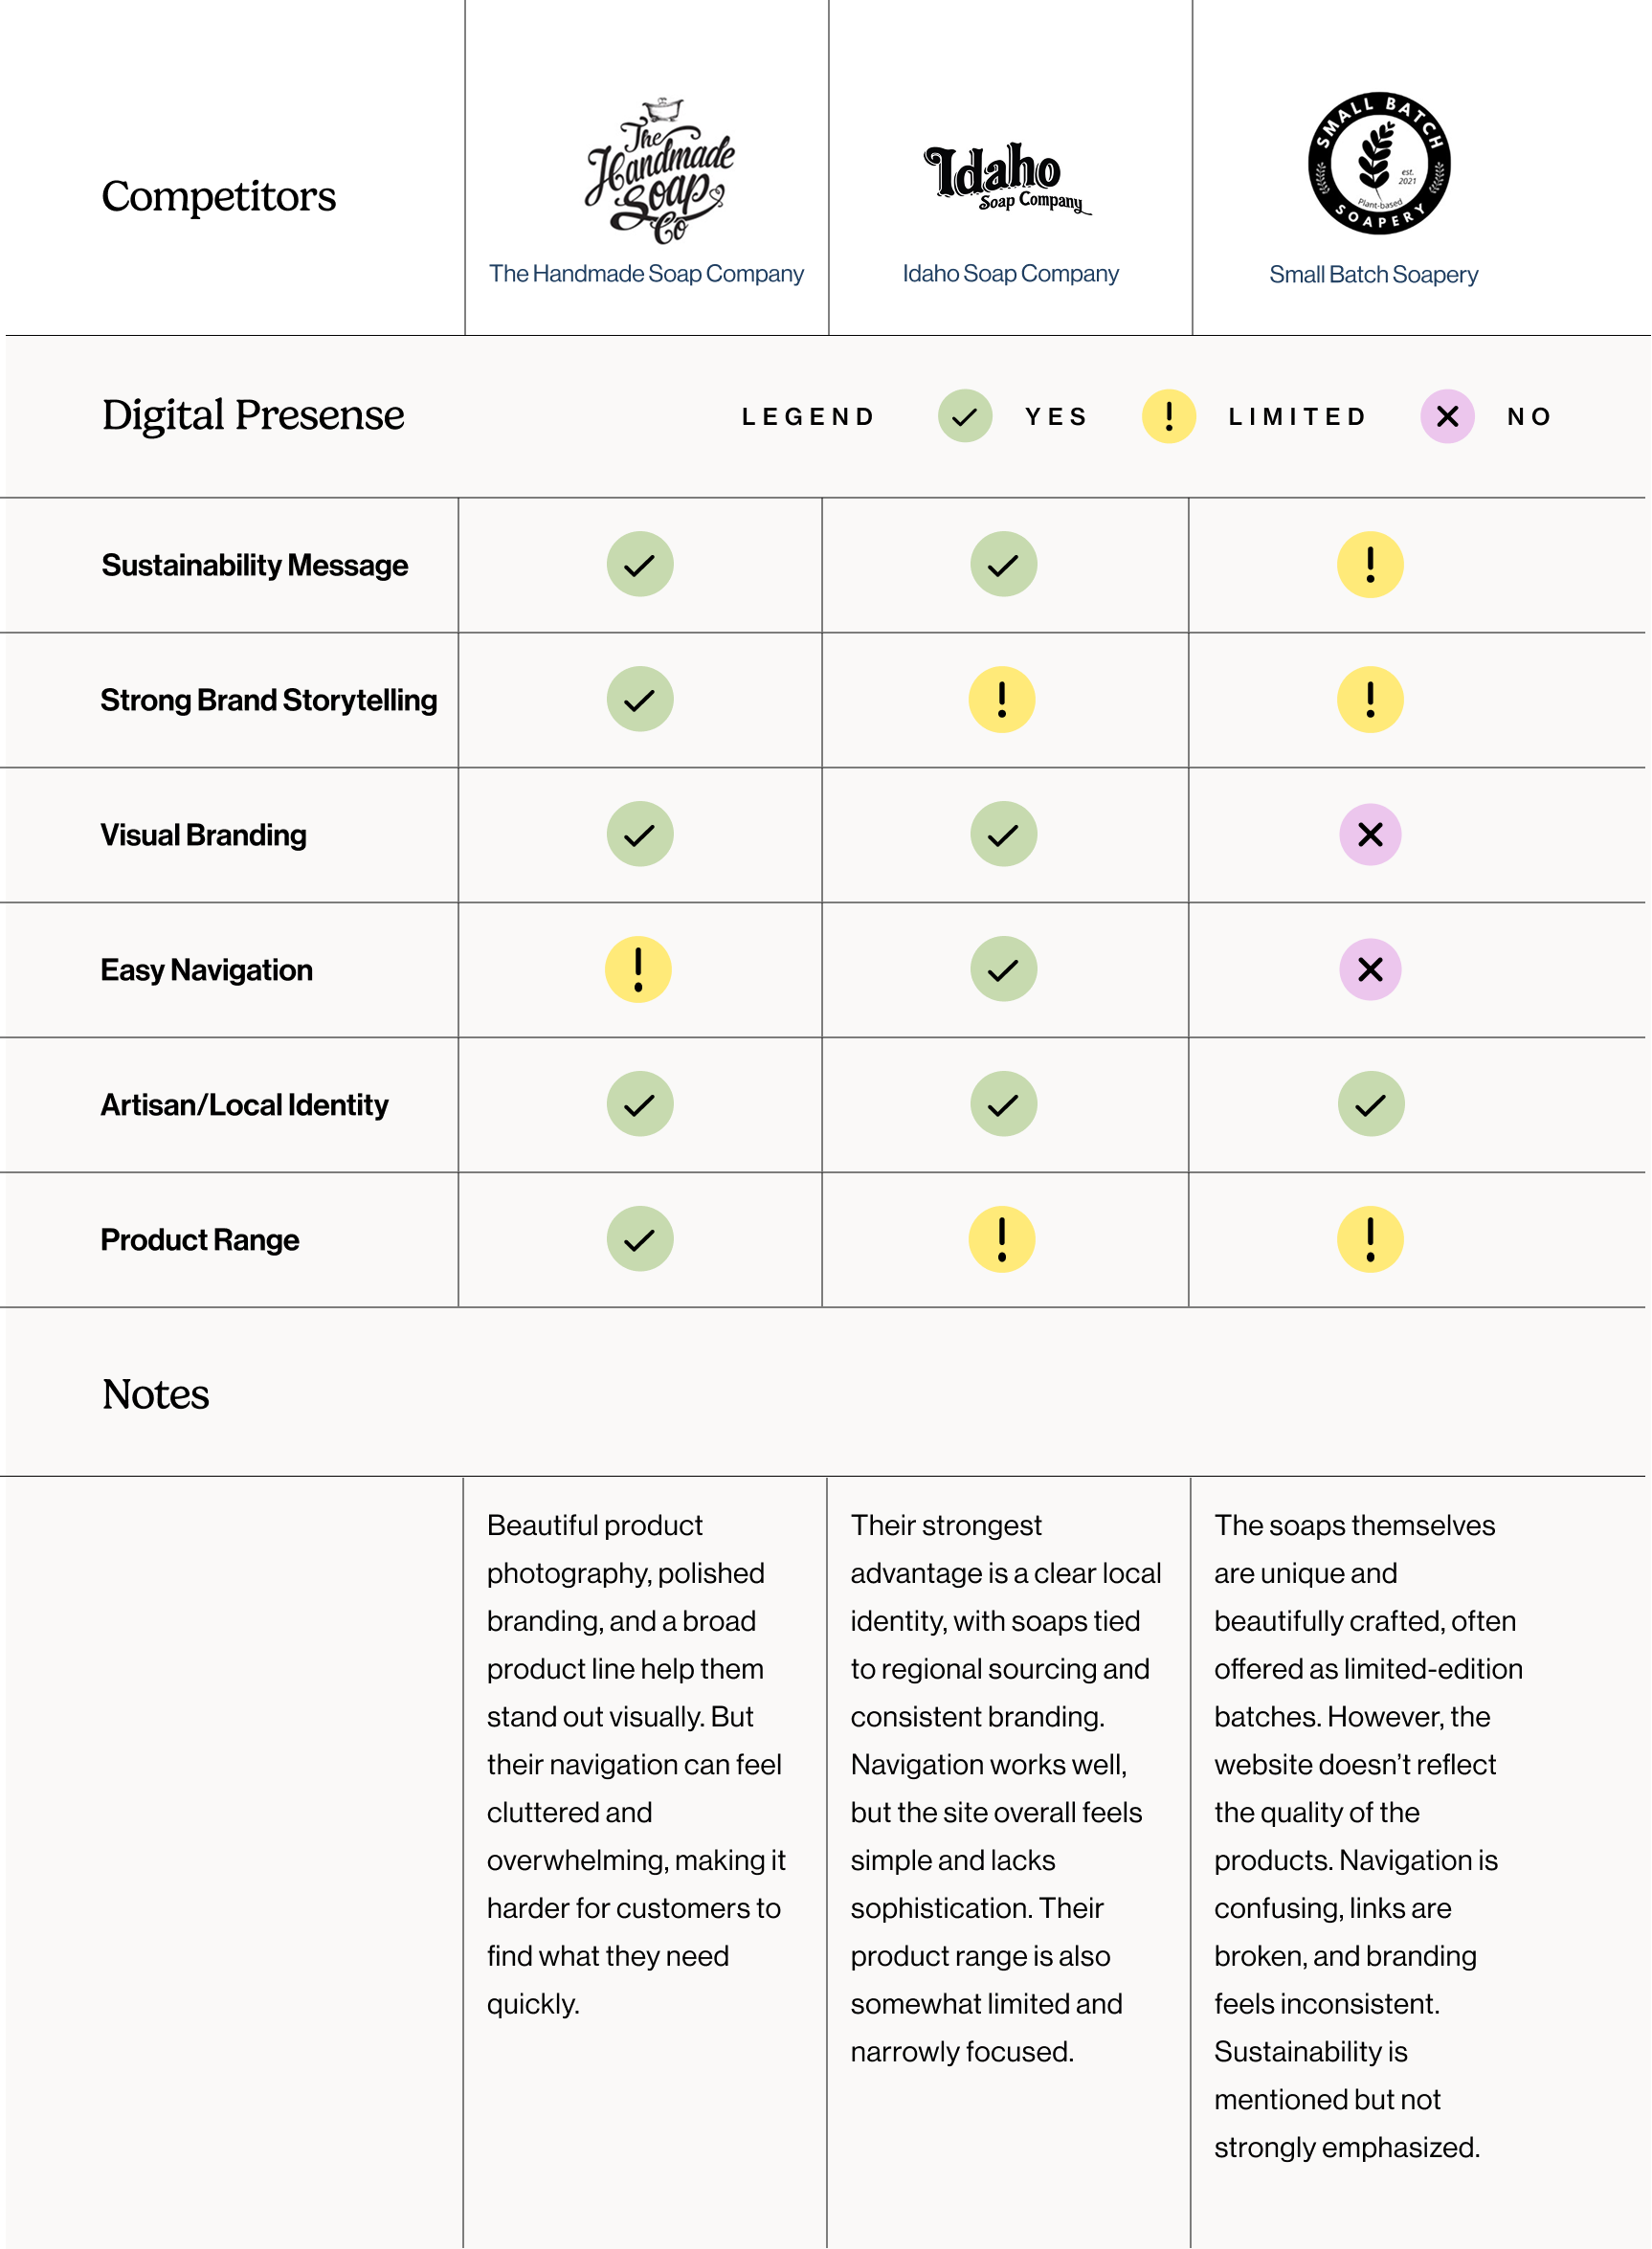 Competitors
The
Handmade
Soap
Co
The Handmade Soap Company
Idaho
Soap Company
Idaho Soap Company
SMALL BATCH
est.
2021
Plant-based
SOAPERY
Small Batch Soapery
Digital Presense
LEGEND
YES
LIMITED
NO
Sustainability Message
Strong Brand Storytelling
Visual Branding
Easy Navigation
Artisan/Local Identity
Product Range
Notes
Beautiful product
photography, polished
branding, and a broad
product line help them
stand out visually. But
their navigation can feel
cluttered and
overwhelming, making it
harder for customers to
find what they need
quickly.
Their strongest
advantage is a clear local
identity, with soaps tied
to regional sourcing and
consistent branding.
Navigation works well,
but the site overall feels
simple and lacks
sophistication. Their
product range is also
somewhat limited and
narrowly focused.
The soaps themselves
are unique and
beautifully crafted, often
offered as limited-edition
batches. However, the
website doesn’t reflect
the quality of the
products. Navigation is
confusing, links are
broken, and branding
feels inconsistent.
Sustainability is
mentioned but not
strongly emphasized.